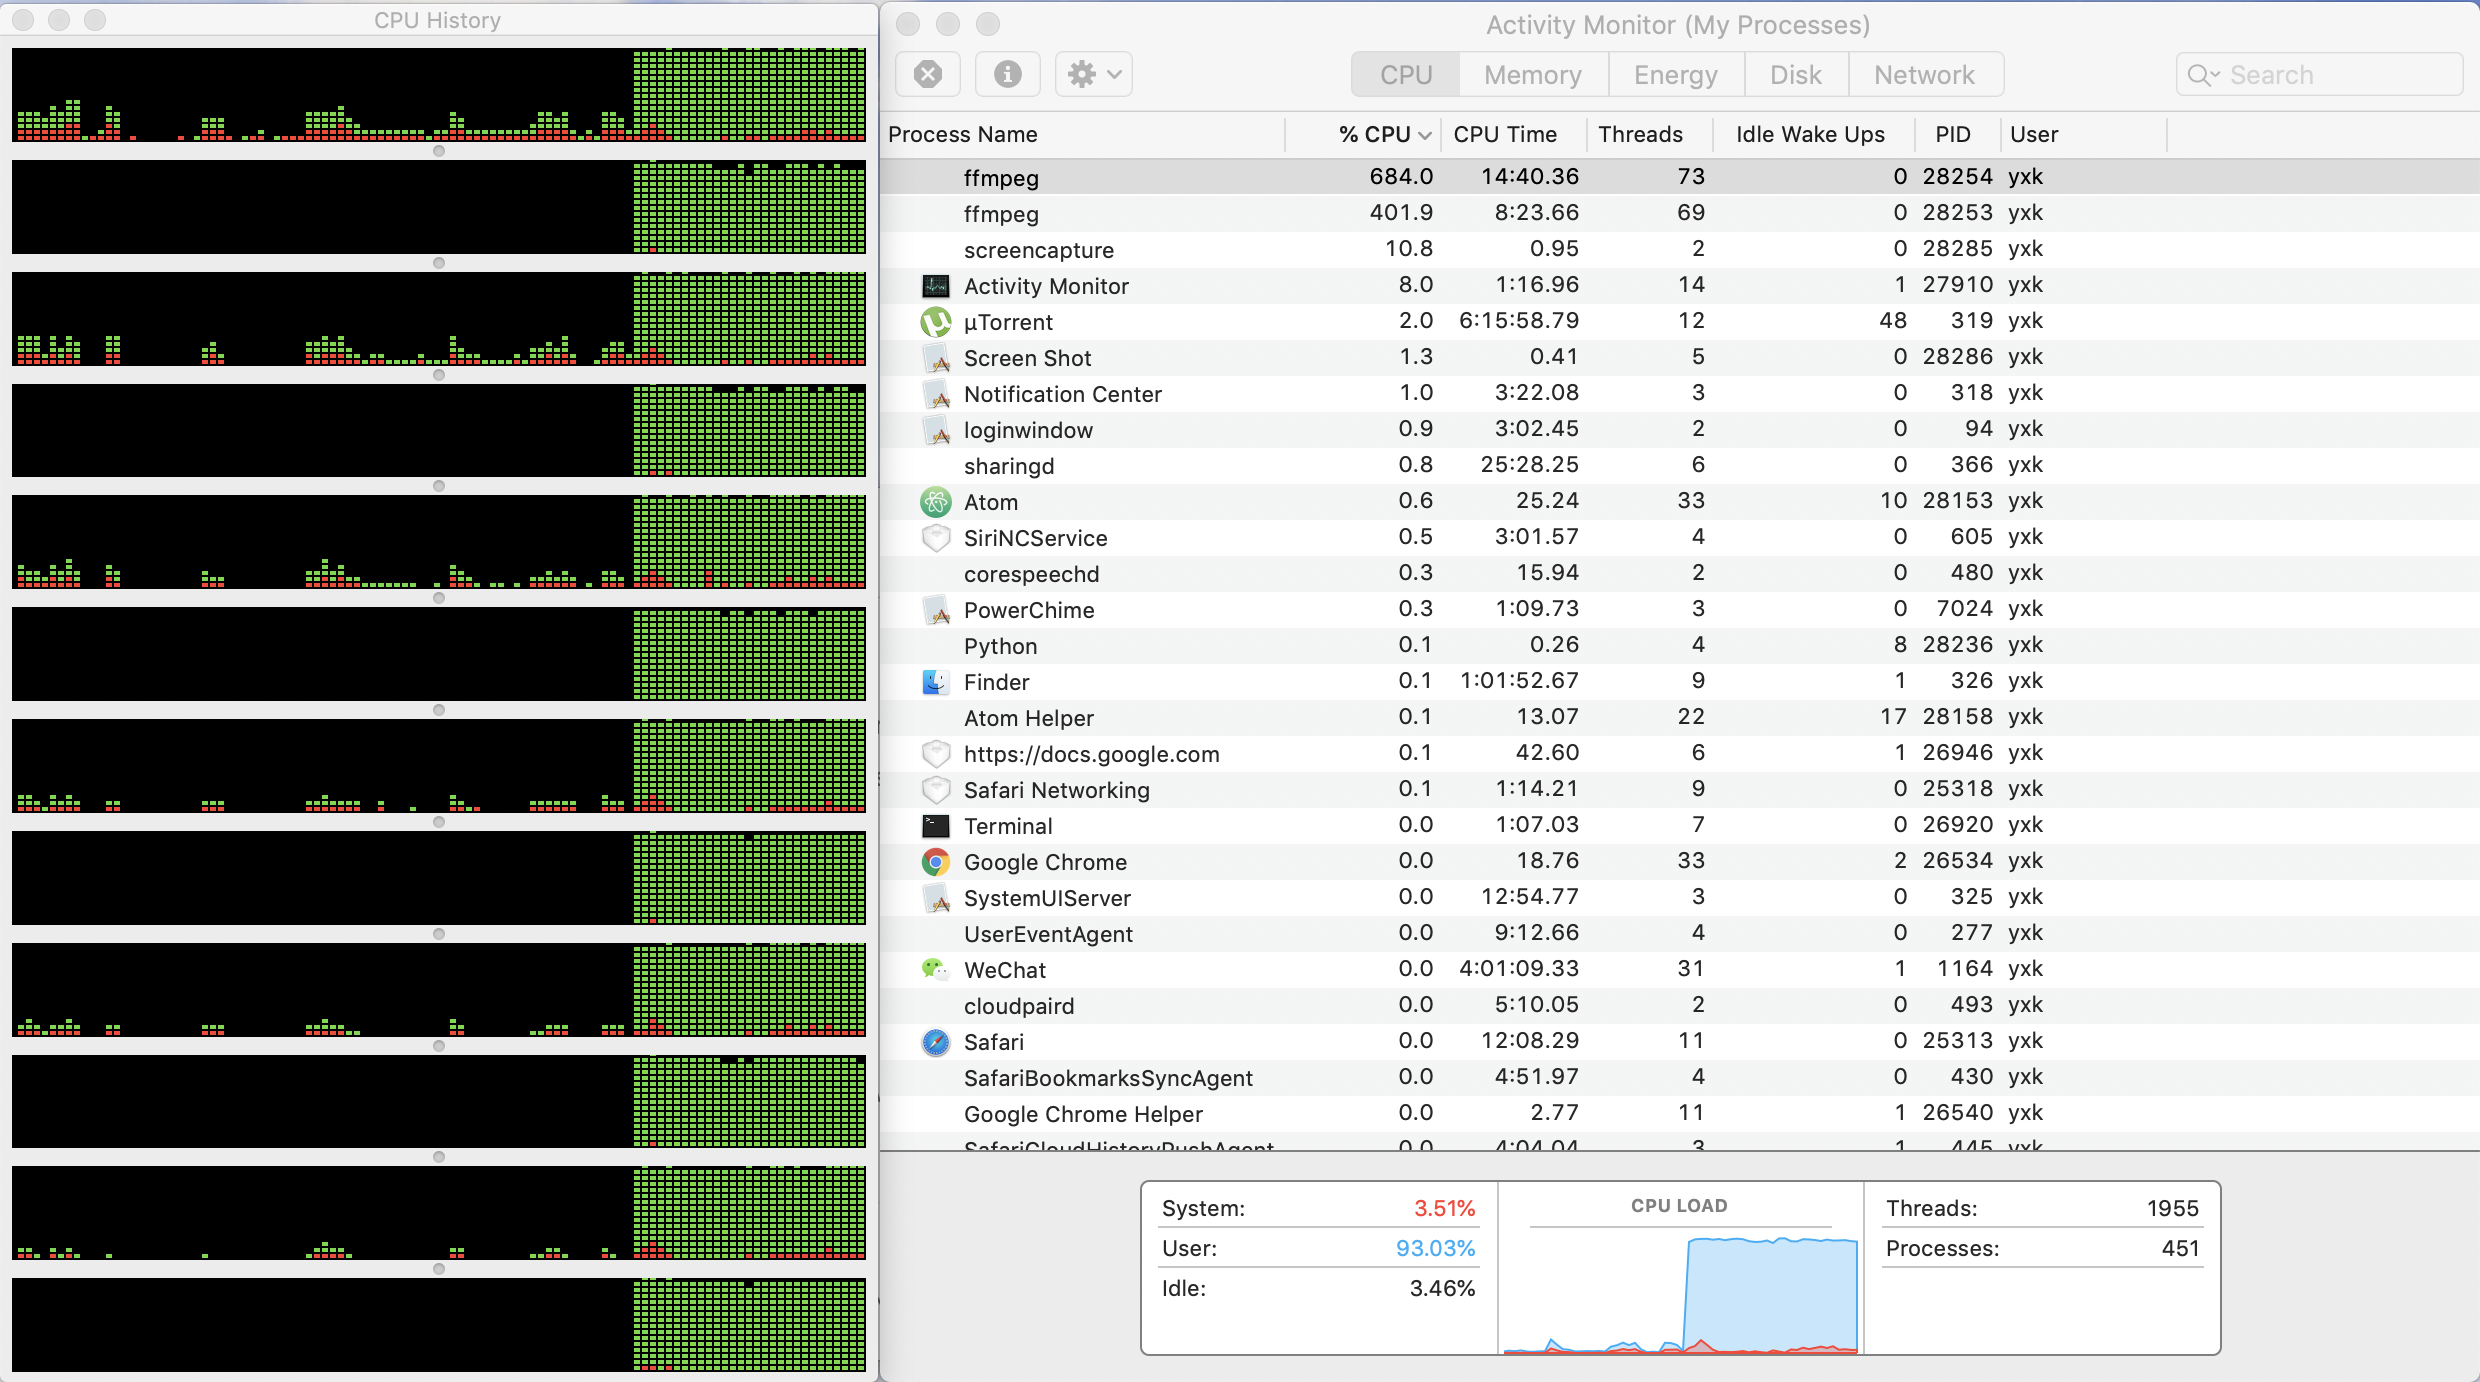 CPU History
Activity Monitor (My Processes)
CPU Memory Energy Disk Network Search
Process Name % CPU CPU Time Threads Idle Wake Ups PID User
ffmpeg 684.0 14:40.36 73 0 28254 yxk
ffmpeg 401.9 8:23.66 69 0 28253 yxk
screencapture 10.8 0.95 2 0 28285 yxk
Activity Monitor 8.0 1:16.96 14 1 27910 yxk
µTorrent 2.0 6:15:58.79 12 48 319 yxk
Screen Shot 1.3 0.41 5 0 28286 yxk
Notification Center 1.0 3:22.08 3 0 318 yxk
loginwindow 0.9 3:02.45 2 0 94 yxk
sharingd 0.8 25:28.25 6 0 366 yxk
Atom 0.6 25.24 33 10 28153 yxk
SiriNCService 0.5 3:01.57 4 0 605 yxk
corespeechd 0.3 15.94 2 0 480 yxk
PowerChime 0.3 1:09.73 3 0 7024 yxk
Python 0.1 0.26 4 8 28236 yxk
Finder 0.1 1:01:52.67 9 1 326 yxk
Atom Helper 0.1 13.07 22 17 28158 yxk
https://docs.google.com 0.1 42.60 6 1 26946 yxk
Safari Networking 0.1 1:14.21 9 0 25318 yxk
Terminal 0.0 1:07.03 7 0 26920 yxk
Google Chrome 0.0 18.76 33 2 26534 yxk
SystemUIServer 0.0 12:54.77 3 0 325 yxk
UserEventAgent 0.0 9:12.66 4 0 277 yxk
WeChat 0.0 4:01:09.33 31 1 1164 yxk
cloudpaird 0.0 5:10.05 2 0 493 yxk
Safari 0.0 12:08.29 11 0 25313 yxk
SafariBookmarksSyncAgent 0.0 4:51.97 4 0 430 yxk
Google Chrome Helper 0.0 2.77 11 1 26540 yxk
SafariCloudHistoryPushAgent 0.0 4:04.04 3 1 445 yxk
System: 3.51%
User: 93.03%
Idle: 3.46%
CPU LOAD
Threads: 1955
Processes: 451